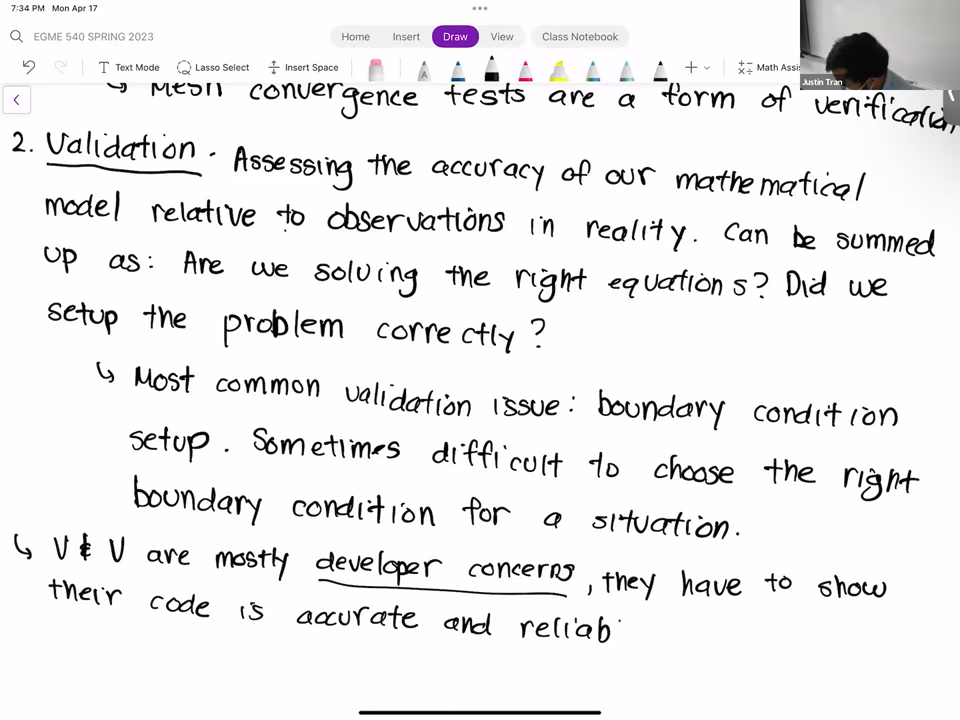 7:34 PM Mon Apr 17
EGME 540 SPRING 2023
Home Insert Draw View Class Notebook
Text Mode Lasso Select Insert Space A Math Assis
Justin Tran
↳ Mesh convergence tests are a form of verification
2. Validation. Assessing the accuracy of our mathematical
model relative to observations in reality. Can be summed
up as: Are we solving the right equations? Did we
setup the problem correctly?
↳ Most common validation issue: boundary condition
setup. Sometimes difficult to choose the right
boundary condition for a situation.
↳ V & V are mostly developer concerns, they have to show
their code is accurate and reliab